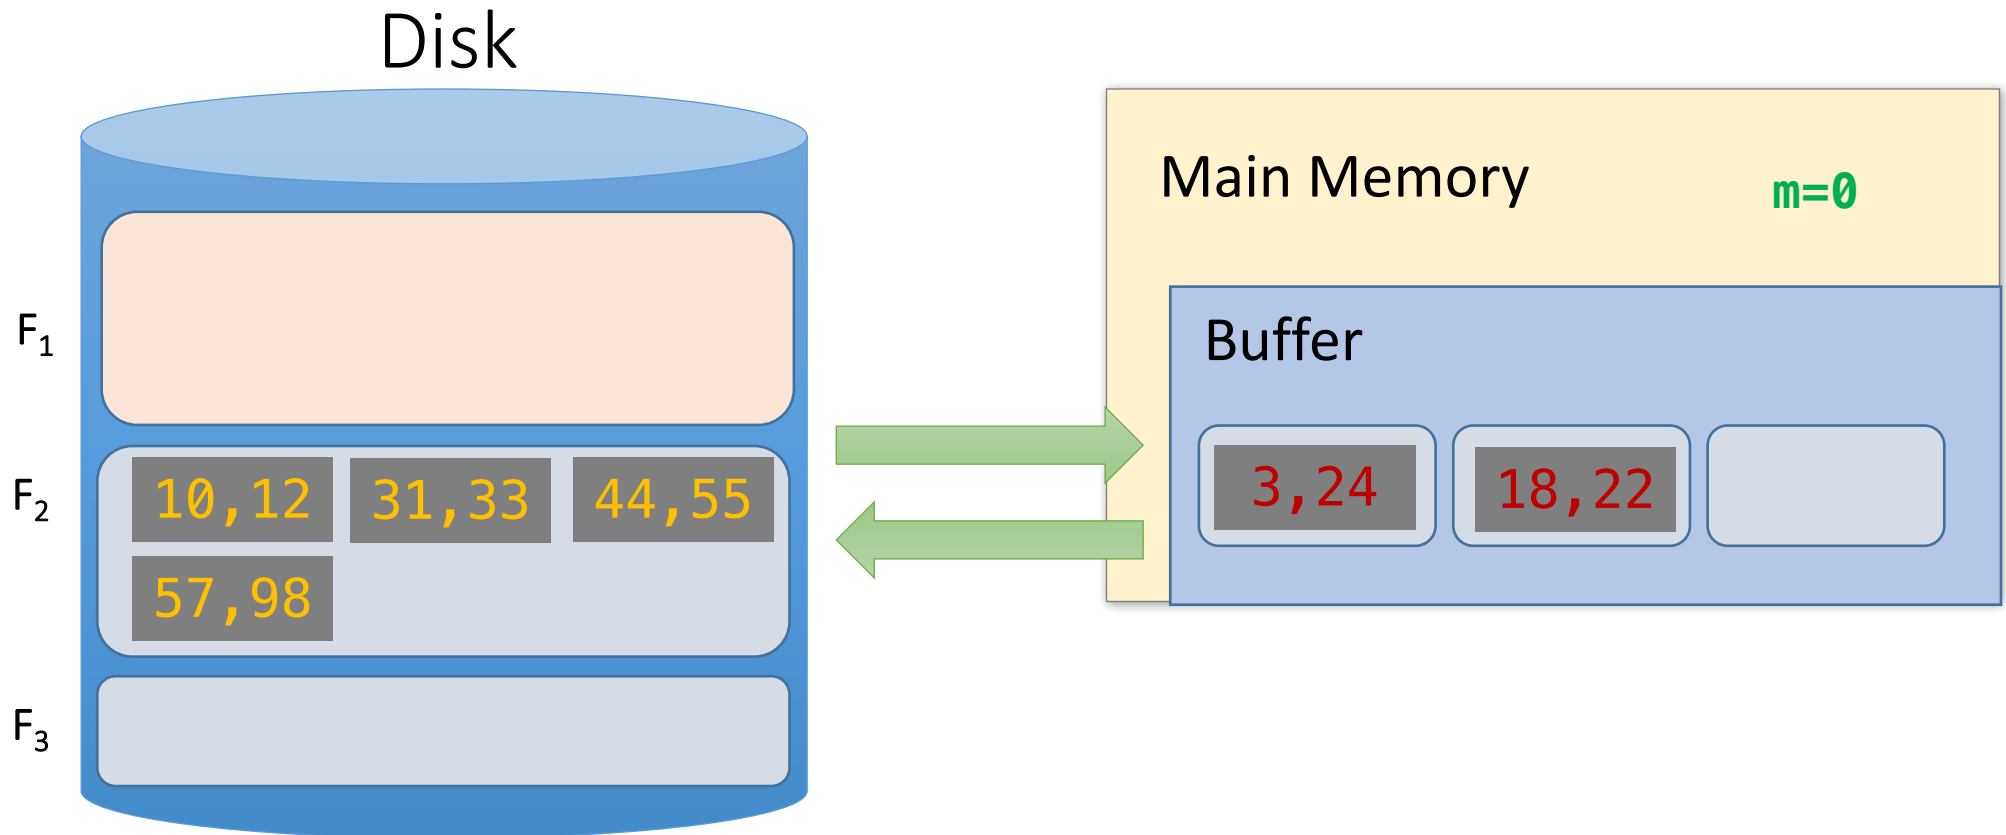 Disk
Main Memory
m=0
Buffer
F1
F2
10,12
31,33
44,55
57,98
3,24
18,22
F3